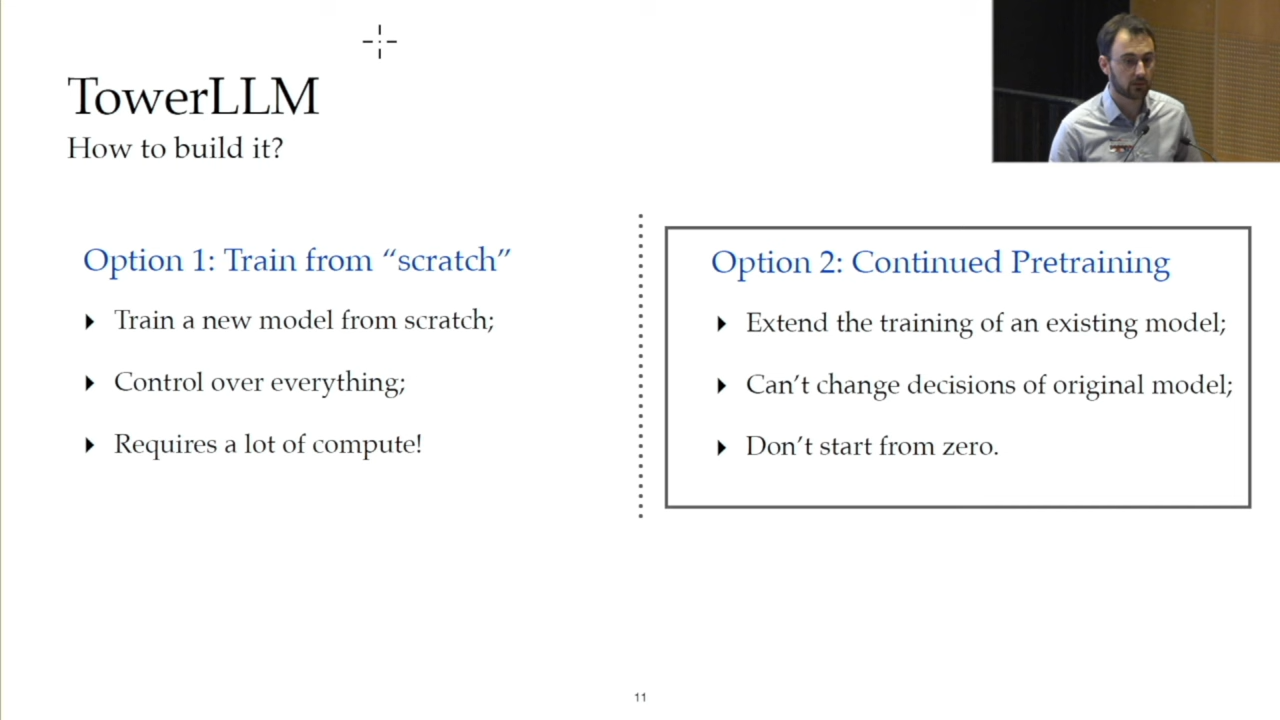 TowerLLM
How to build it?
Option 1: Train from “scratch”
Train a new model from scratch;
Control over everything;
Requires a lot of compute!
Option 2: Continued Pretraining
Extend the training of an existing model;
Can’t change decisions of original model;
Don’t start from zero.
11